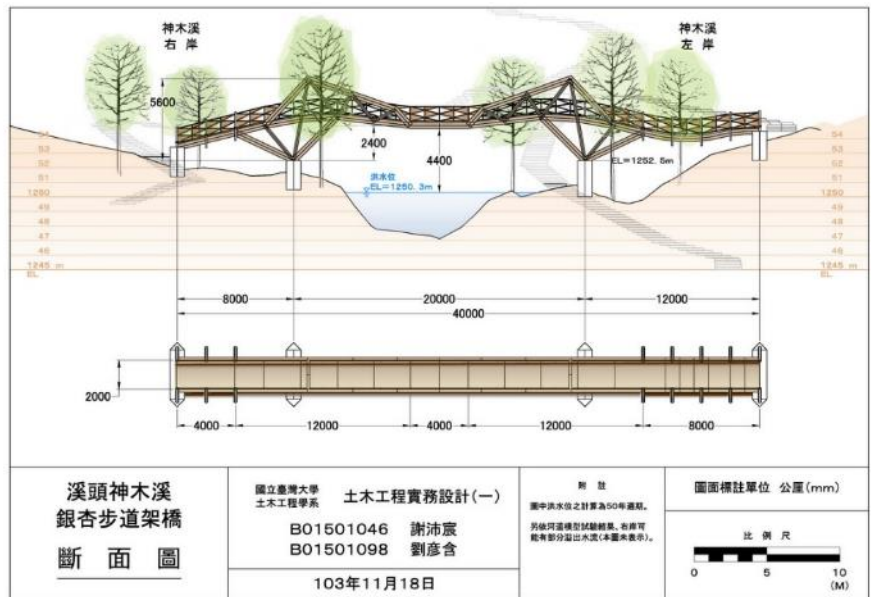 神木溪
右 岸
神木溪
左 岸
5600
2400
4400
EL=1252.5m
洪水位
EL=1250.3m
54
53
52
51
1250
49
48
47
46
1245 m
EL
54
53
52
51
1250
49
48
47
46
1245 m
EL
8000
20000
12000
40000
2000
4000
12000
4000
12000
8000
溪頭神木溪
銀杏步道架橋
斷 面 圖
國立臺灣大學
土木工程學系
土木工程實務設計(一)
B01501046 謝沛宸
B01501098 劉彥含
103年11月18日
附 註
圖中洪水位之計算為50年週期。
另依河道模型試驗結果，右岸可
能有部分溢出水流(本圖未表示)。
圖面標註單位 公厘(mm)
比 例 尺
0 5 10
(M)